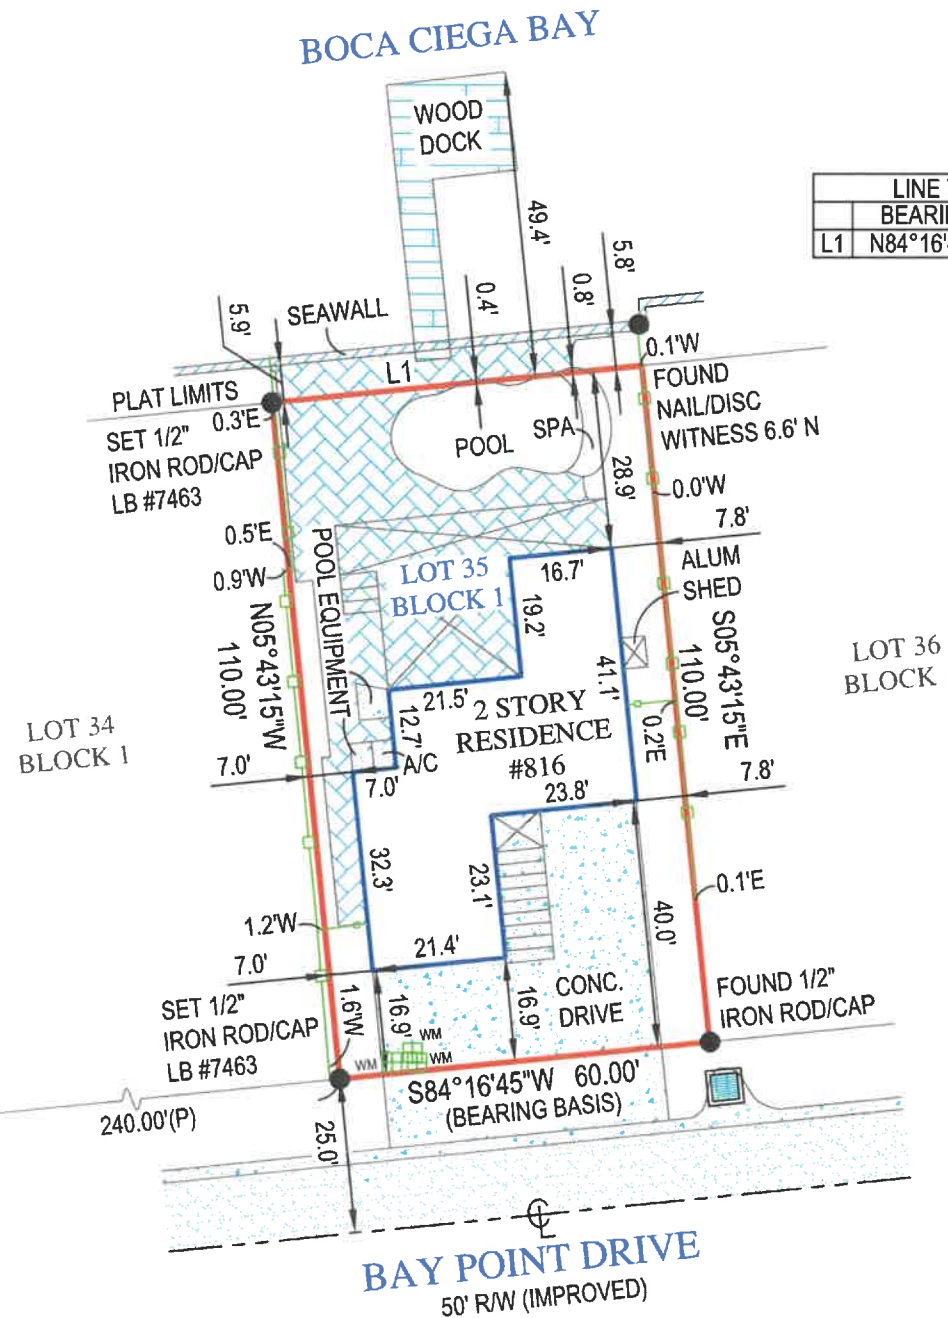 BOCA CIEGA BAY
WOOD
DOCK
49.4'
5.8'
LINE
BEARI
L1 N84°16'
0.4'
0.8'
5.9'
SEAWALL
L1
0.1'W
PLAT LIMITS
0.3'E
SET 1/2"
IRON ROD/CAP
LB #7463
FOUND
NAIL/DISC
WITNESS 6.6' N
POOL
SPA
28.9'
0.0'W
7.8'
0.5'E
0.9'W
POOL EQUIPMENT
LOT 35
BLOCK 1
16.7'
19.2'
ALUM
SHED
N05°43'15"W
110.00'
S05°43'15"E
110.00'
LOT 36
BLOCK
LOT 34
BLOCK 1
21.5'
12.7'
41.1'
2 STORY
RESIDENCE
#816
0.2'E
A/C
7.0'
7.0'
23.8'
7.8'
32.3'
23.1'
0.1'E
1.2'W
40.0'
21.4'
7.0'
SET 1/2"
IRON ROD/CAP
LB #7463
1.6'W
16.9'
16.9'
CONC.
DRIVE
FOUND 1/2"
IRON ROD/CAP
WM
WM
WM
S84°16'45"W 60.00'
(BEARING BASIS)
240.00'(P)
25.0'
CL
BAY POINT DRIVE
50' R/W (IMPROVED)